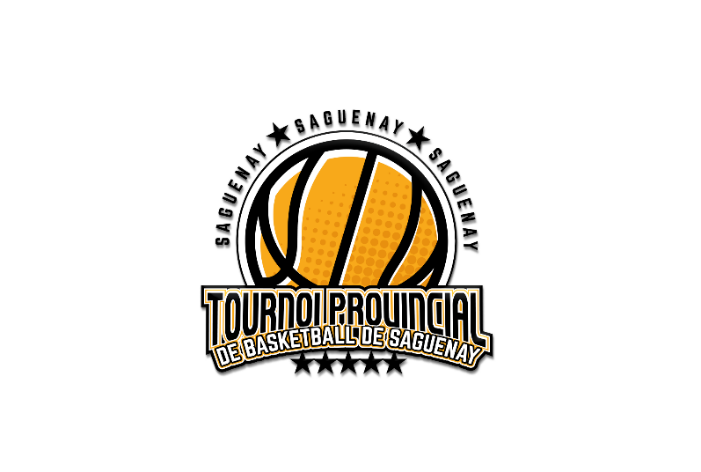 SAGUENAY ★ SAGUENAY ★ SAGUENAY
TOURNOI PROVINCIAL
DE BASKETBALL DE SAGUENAY